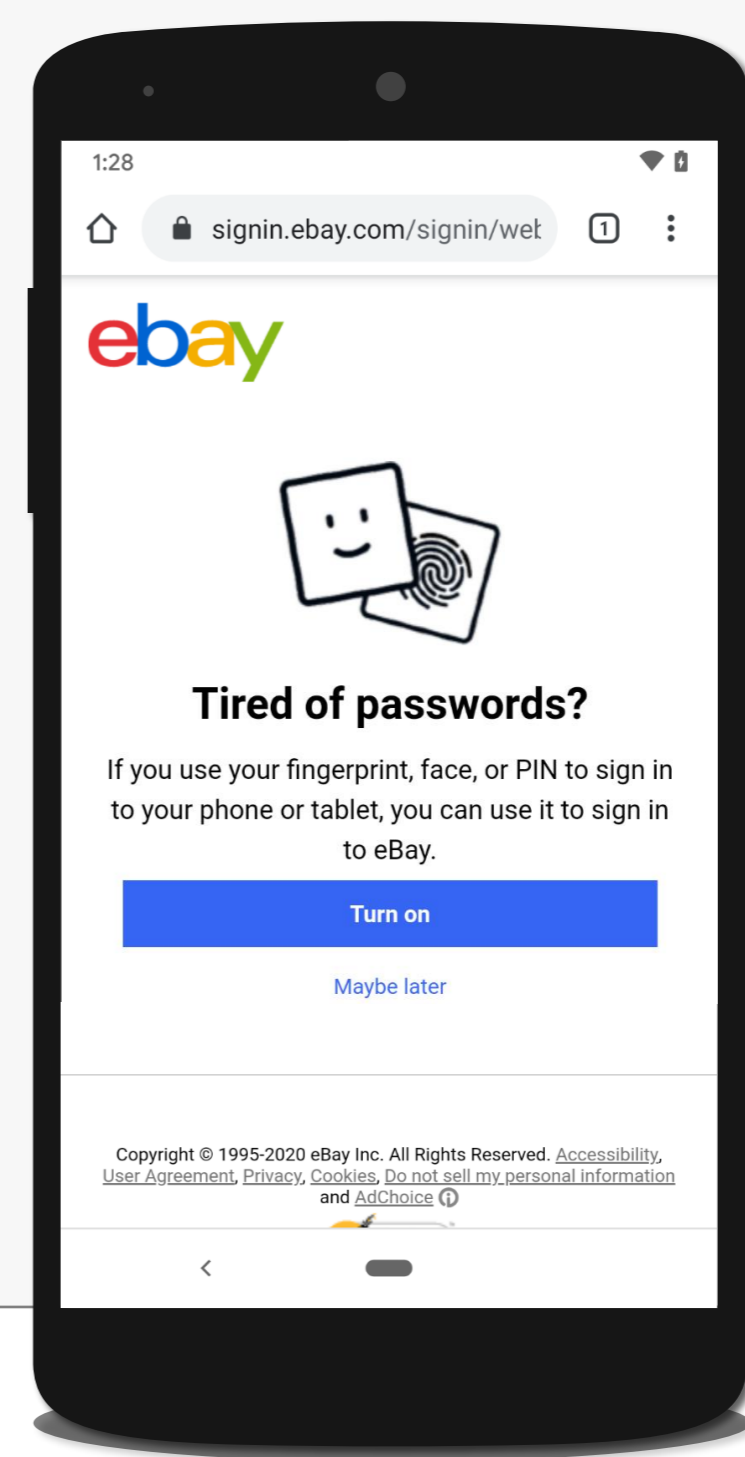 1:28
signin.ebay.com/signin/web
1
ebay
Tired of passwords?
If you use your fingerprint, face, or PIN to sign in
to your phone or tablet, you can use it to sign in
to eBay.
Turn on
Maybe later
Copyright © 1995-2020 eBay Inc. All Rights Reserved. Accessibility,
User Agreement, Privacy, Cookies, Do not sell my personal information
and AdChoice